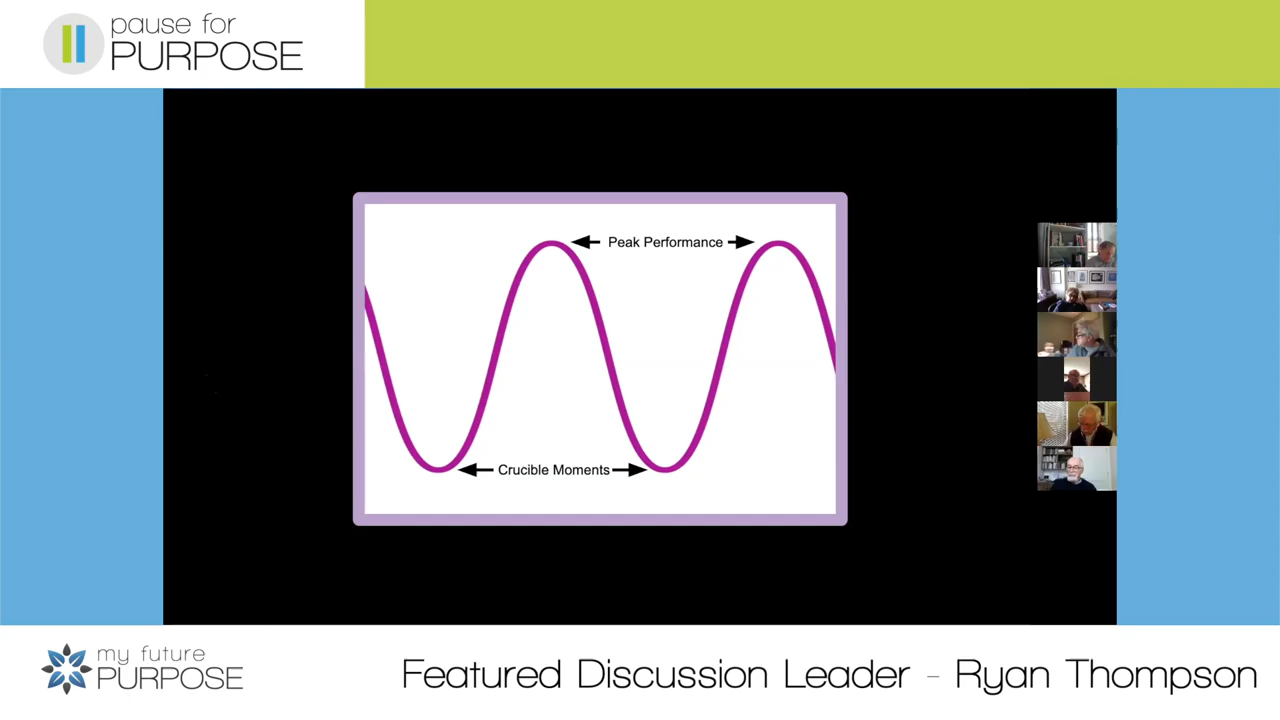 pause for
PURPOSE
Peak Performance
Crucible Moments
my future
PURPOSE
Featured Discussion Leader - Ryan Thompson